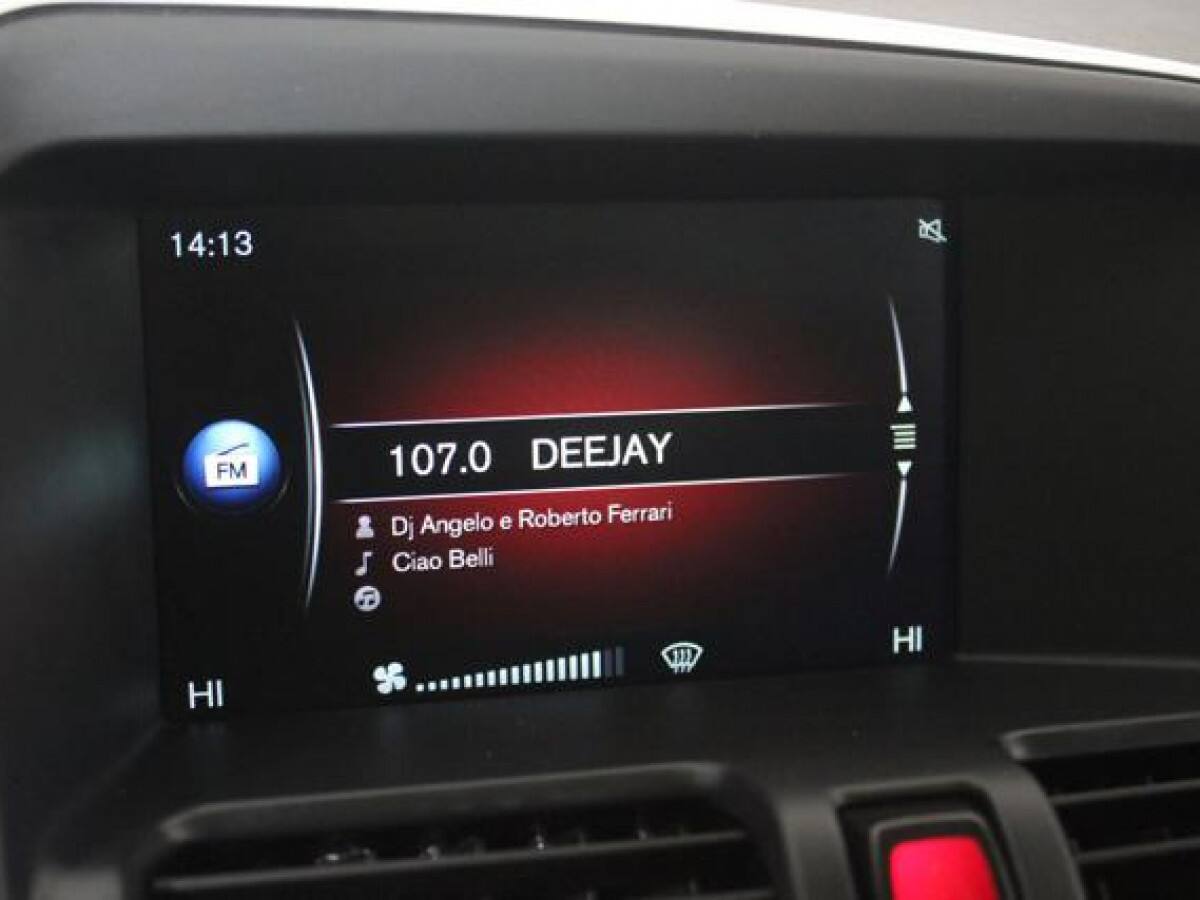 14:13
FM
107.0 DEEJAY
Dj Angelo e Roberto Ferrari
Ciao Belli
HI
HI